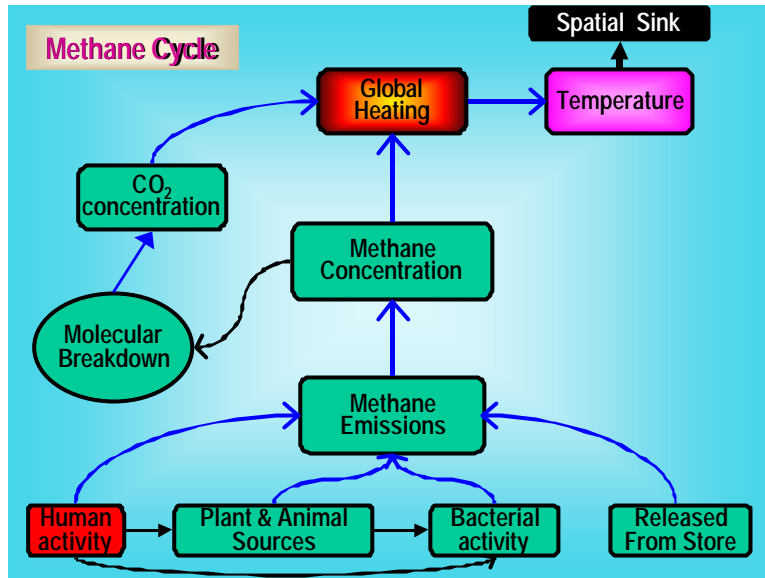 Methane Cycle
Spatial Sink
Global
Heating
Temperature
CO₂
concentration
Methane
Concentration
Molecular
Breakdown
Methane
Emissions
Human
activity
Plant & Animal
Sources
Bacterial
activity
Released
From Store